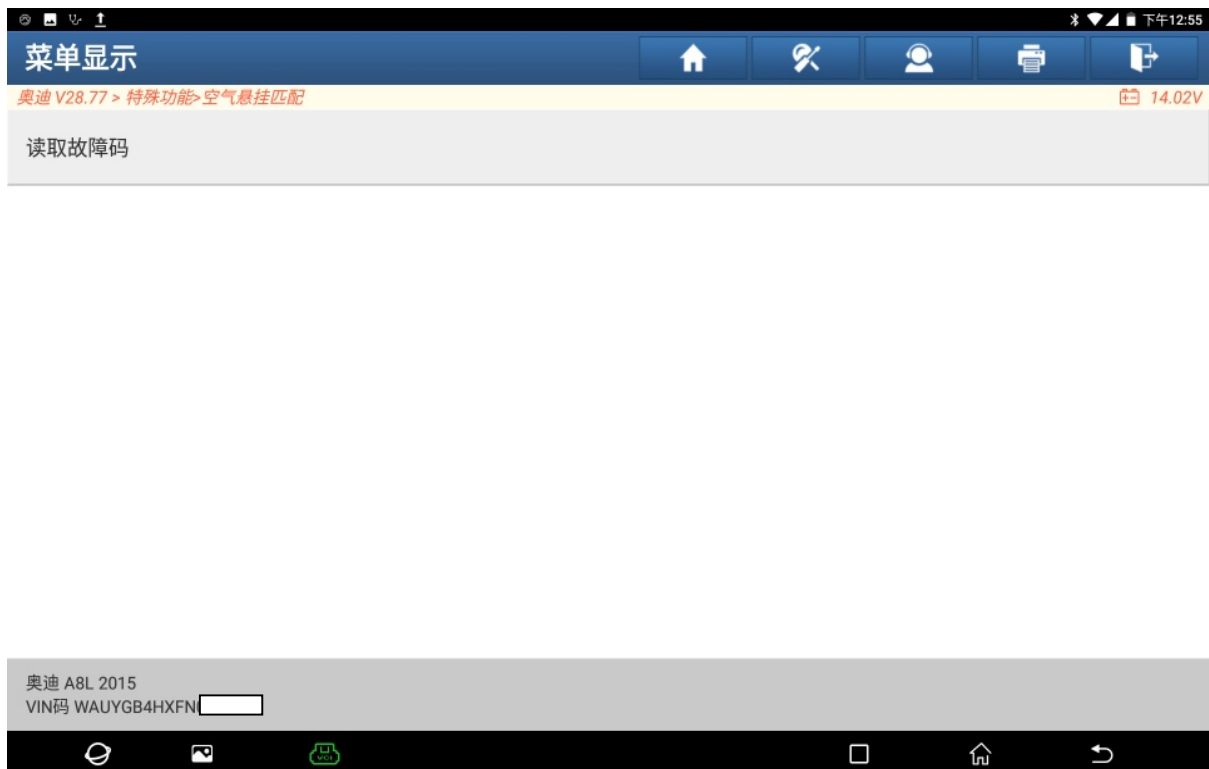 下午12:55
菜单显示
奥迪 V28.77 > 特殊功能>空气悬挂匹配
14.02V
读取故障码
奥迪 A8L 2015
VIN码 WAUYGB4HXFN
VCI